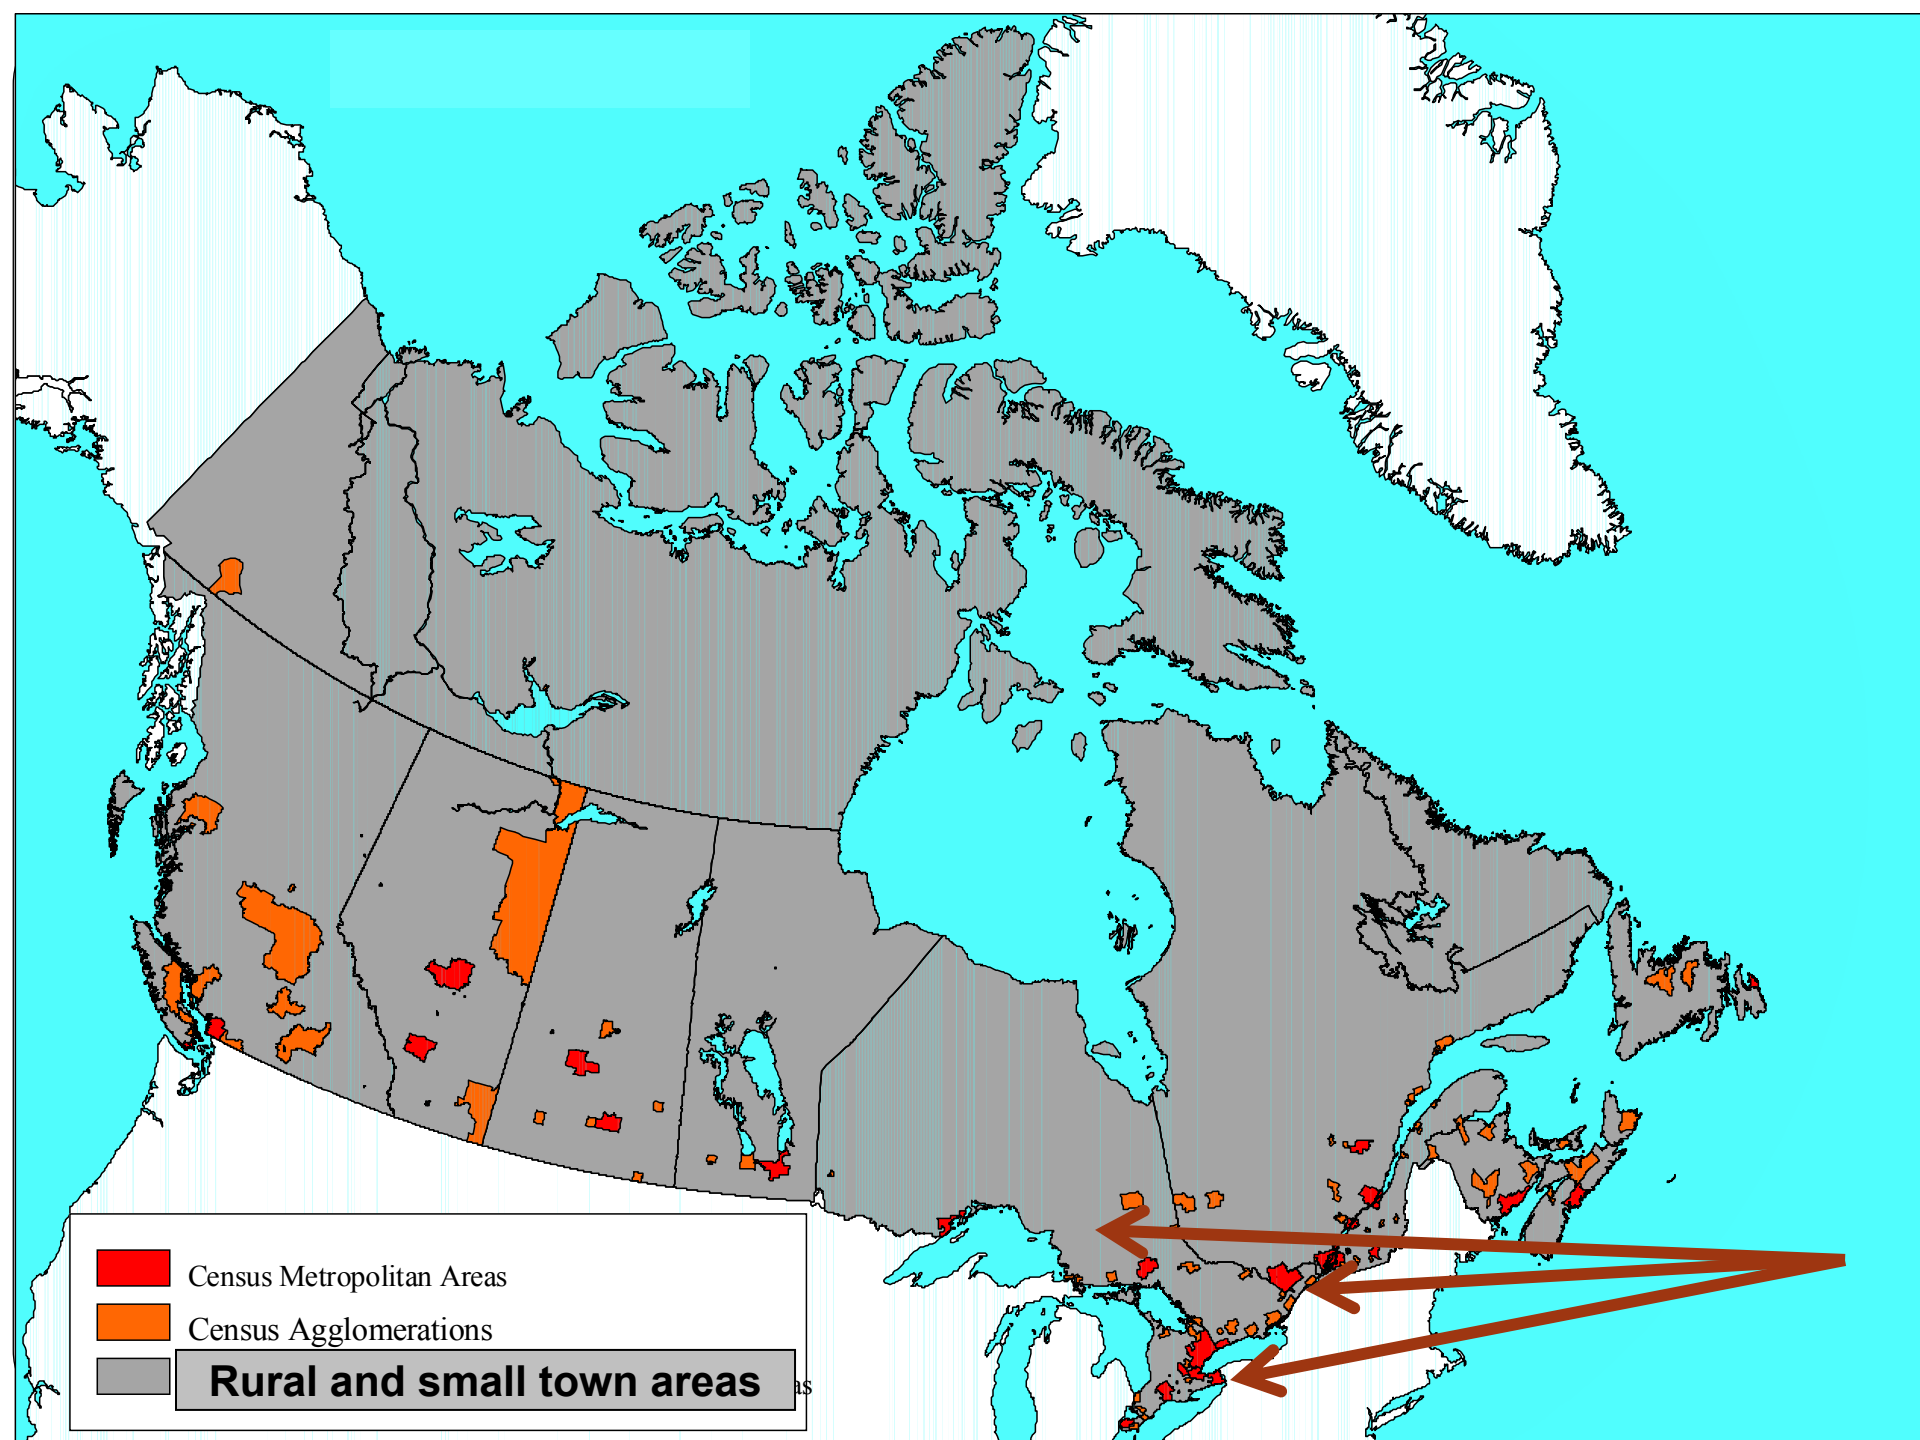 Census Metropolitan Areas
Census Agglomerations
Rural and small town areas